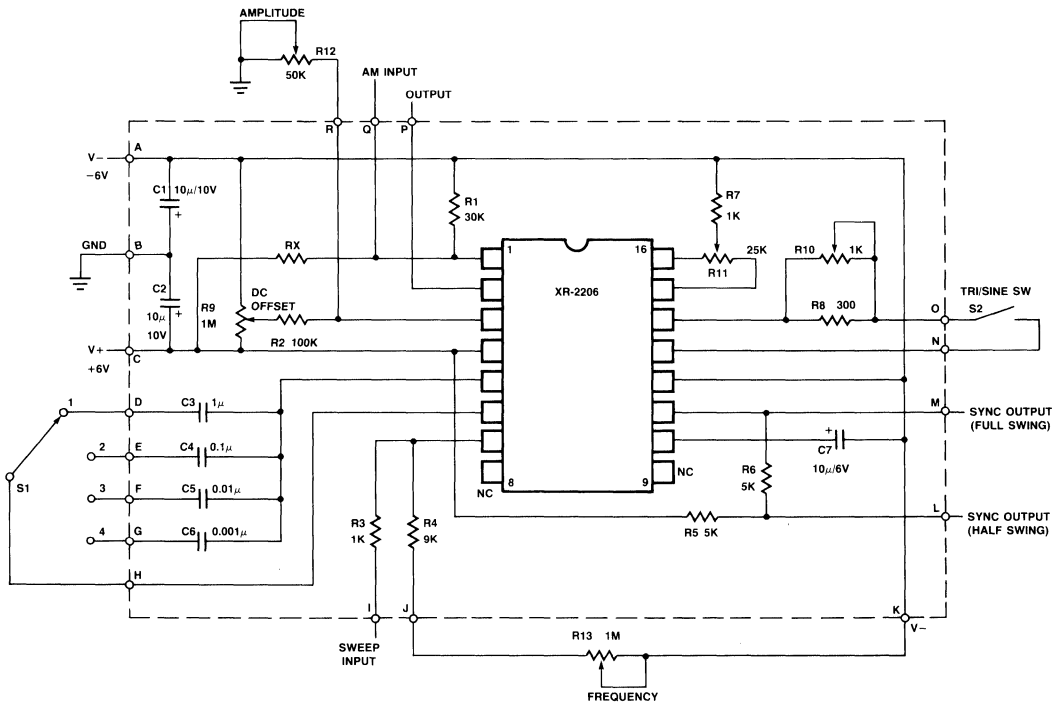 AMPLITUDE
R12
50K
AM INPUT
OUTPUT
R
Q
P
A
V−
−6V
C1 10μ/10V
+
R1
30K
R7
1K
GND
B
RX
1
16
25K
R11
R10
1K
C2
10μ
10V
+
R9
1M
DC
OFFSET
XR-2206
R8 300
O
TRI/SINE SW
S2
R2 100K
N
V+
+6V
C
1
D
C3
1μ
M
SYNC OUTPUT
(FULL SWING)
2
E
C4
0.1μ
+
C7
10μ/6V
S1
3
F
C5
0.01μ
NC
8
9
NC
R6
5K
4
G
C6
0.001μ
R3
1K
R4
9K
R5 5K
L
SYNC OUTPUT
(HALF SWING)
H
I
J
K
V−
SWEEP
INPUT
R13 1M
FREQUENCY